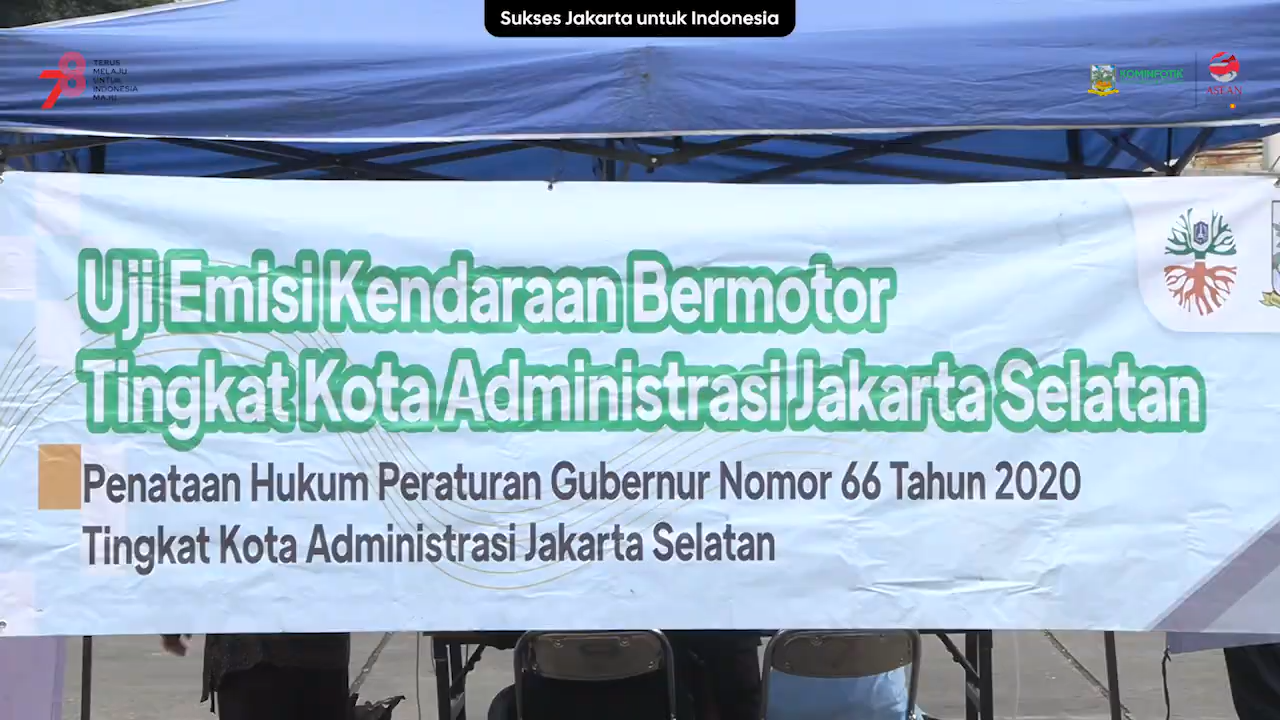 Sukses Jakarta untuk Indonesia
78
TERUS
MELAJU
UNTUK
INDONESIA
MAJU
KOMINFOTIK
ASEAN
Uji Emisi Kendaraan Bermotor
Tingkat Kota Administrasi Jakarta Selatan
Penataan Hukum Peraturan Gubernur Nomor 66 Tahun 2020
Tingkat Kota Administrasi Jakarta Selatan